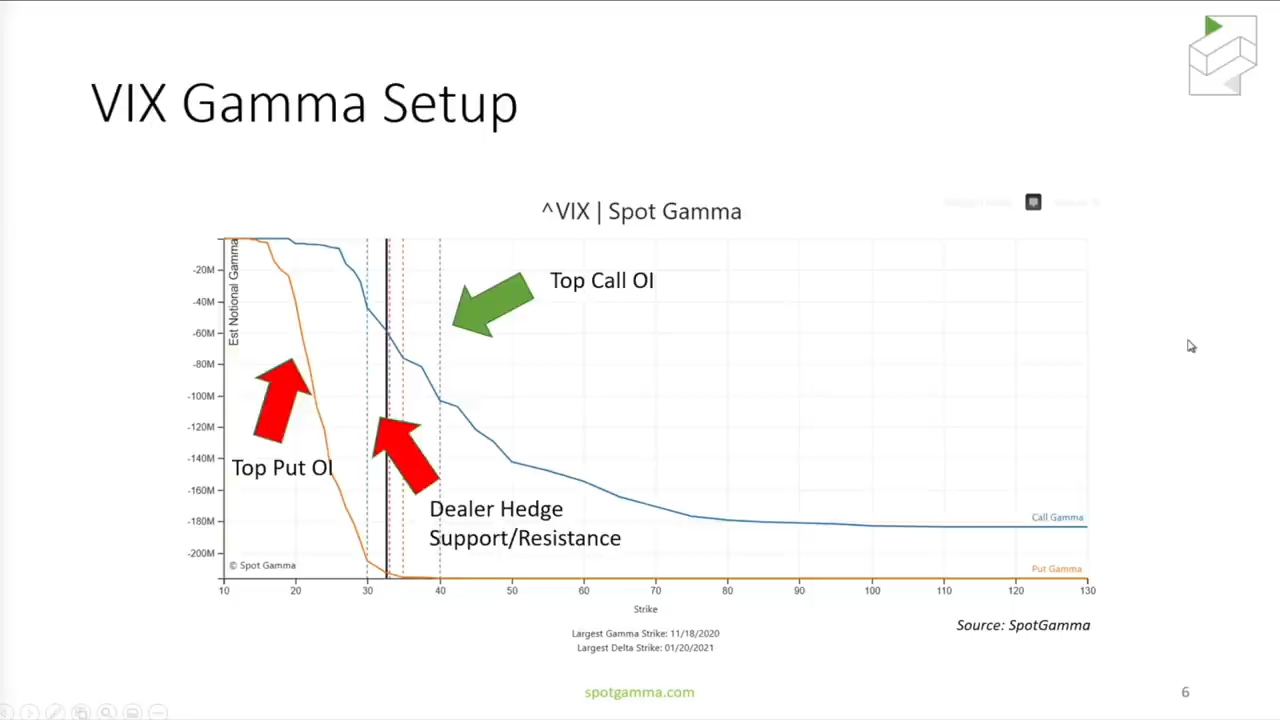 VIX Gamma Setup
^VIX | Spot Gamma
Est Notional Gamma
-20M
-40M
-60M
-80M
-100M
-120M
-140M
-160M
-180M
-200M
Top Call OI
Top Put OI
Dealer Hedge
Support/Resistance
Call Gamma
Put Gamma
© Spot Gamma
10 20 30 40 50 60 70 80 90 100 110 120 130
Strike
Source: SpotGamma
Largest Gamma Strike: 11/18/2020
Largest Delta Strike: 01/20/2021
spotgamma.com
6